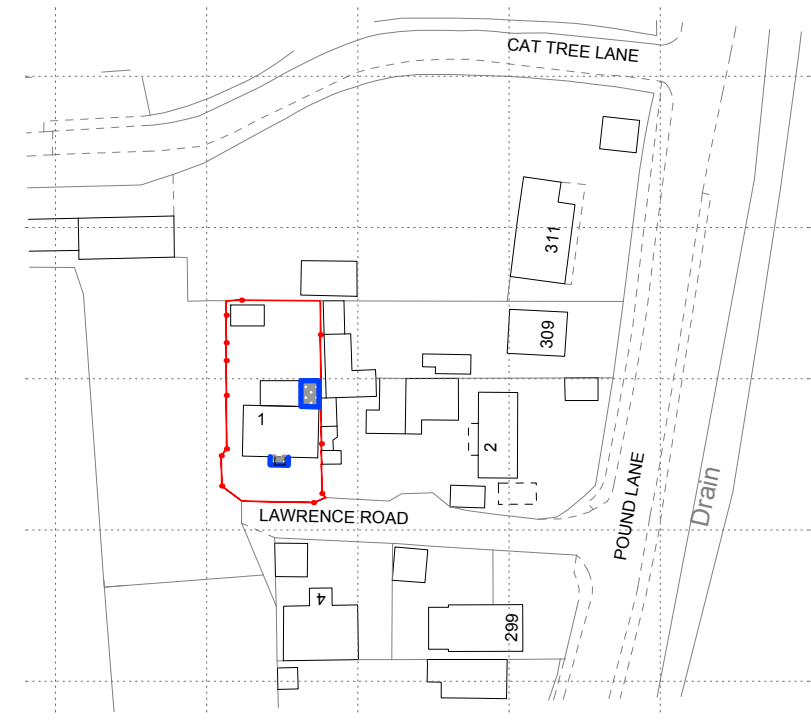 CAT TREE LANE
311
309
1
2
LAWRENCE ROAD
POUND LANE
Drain
4
299